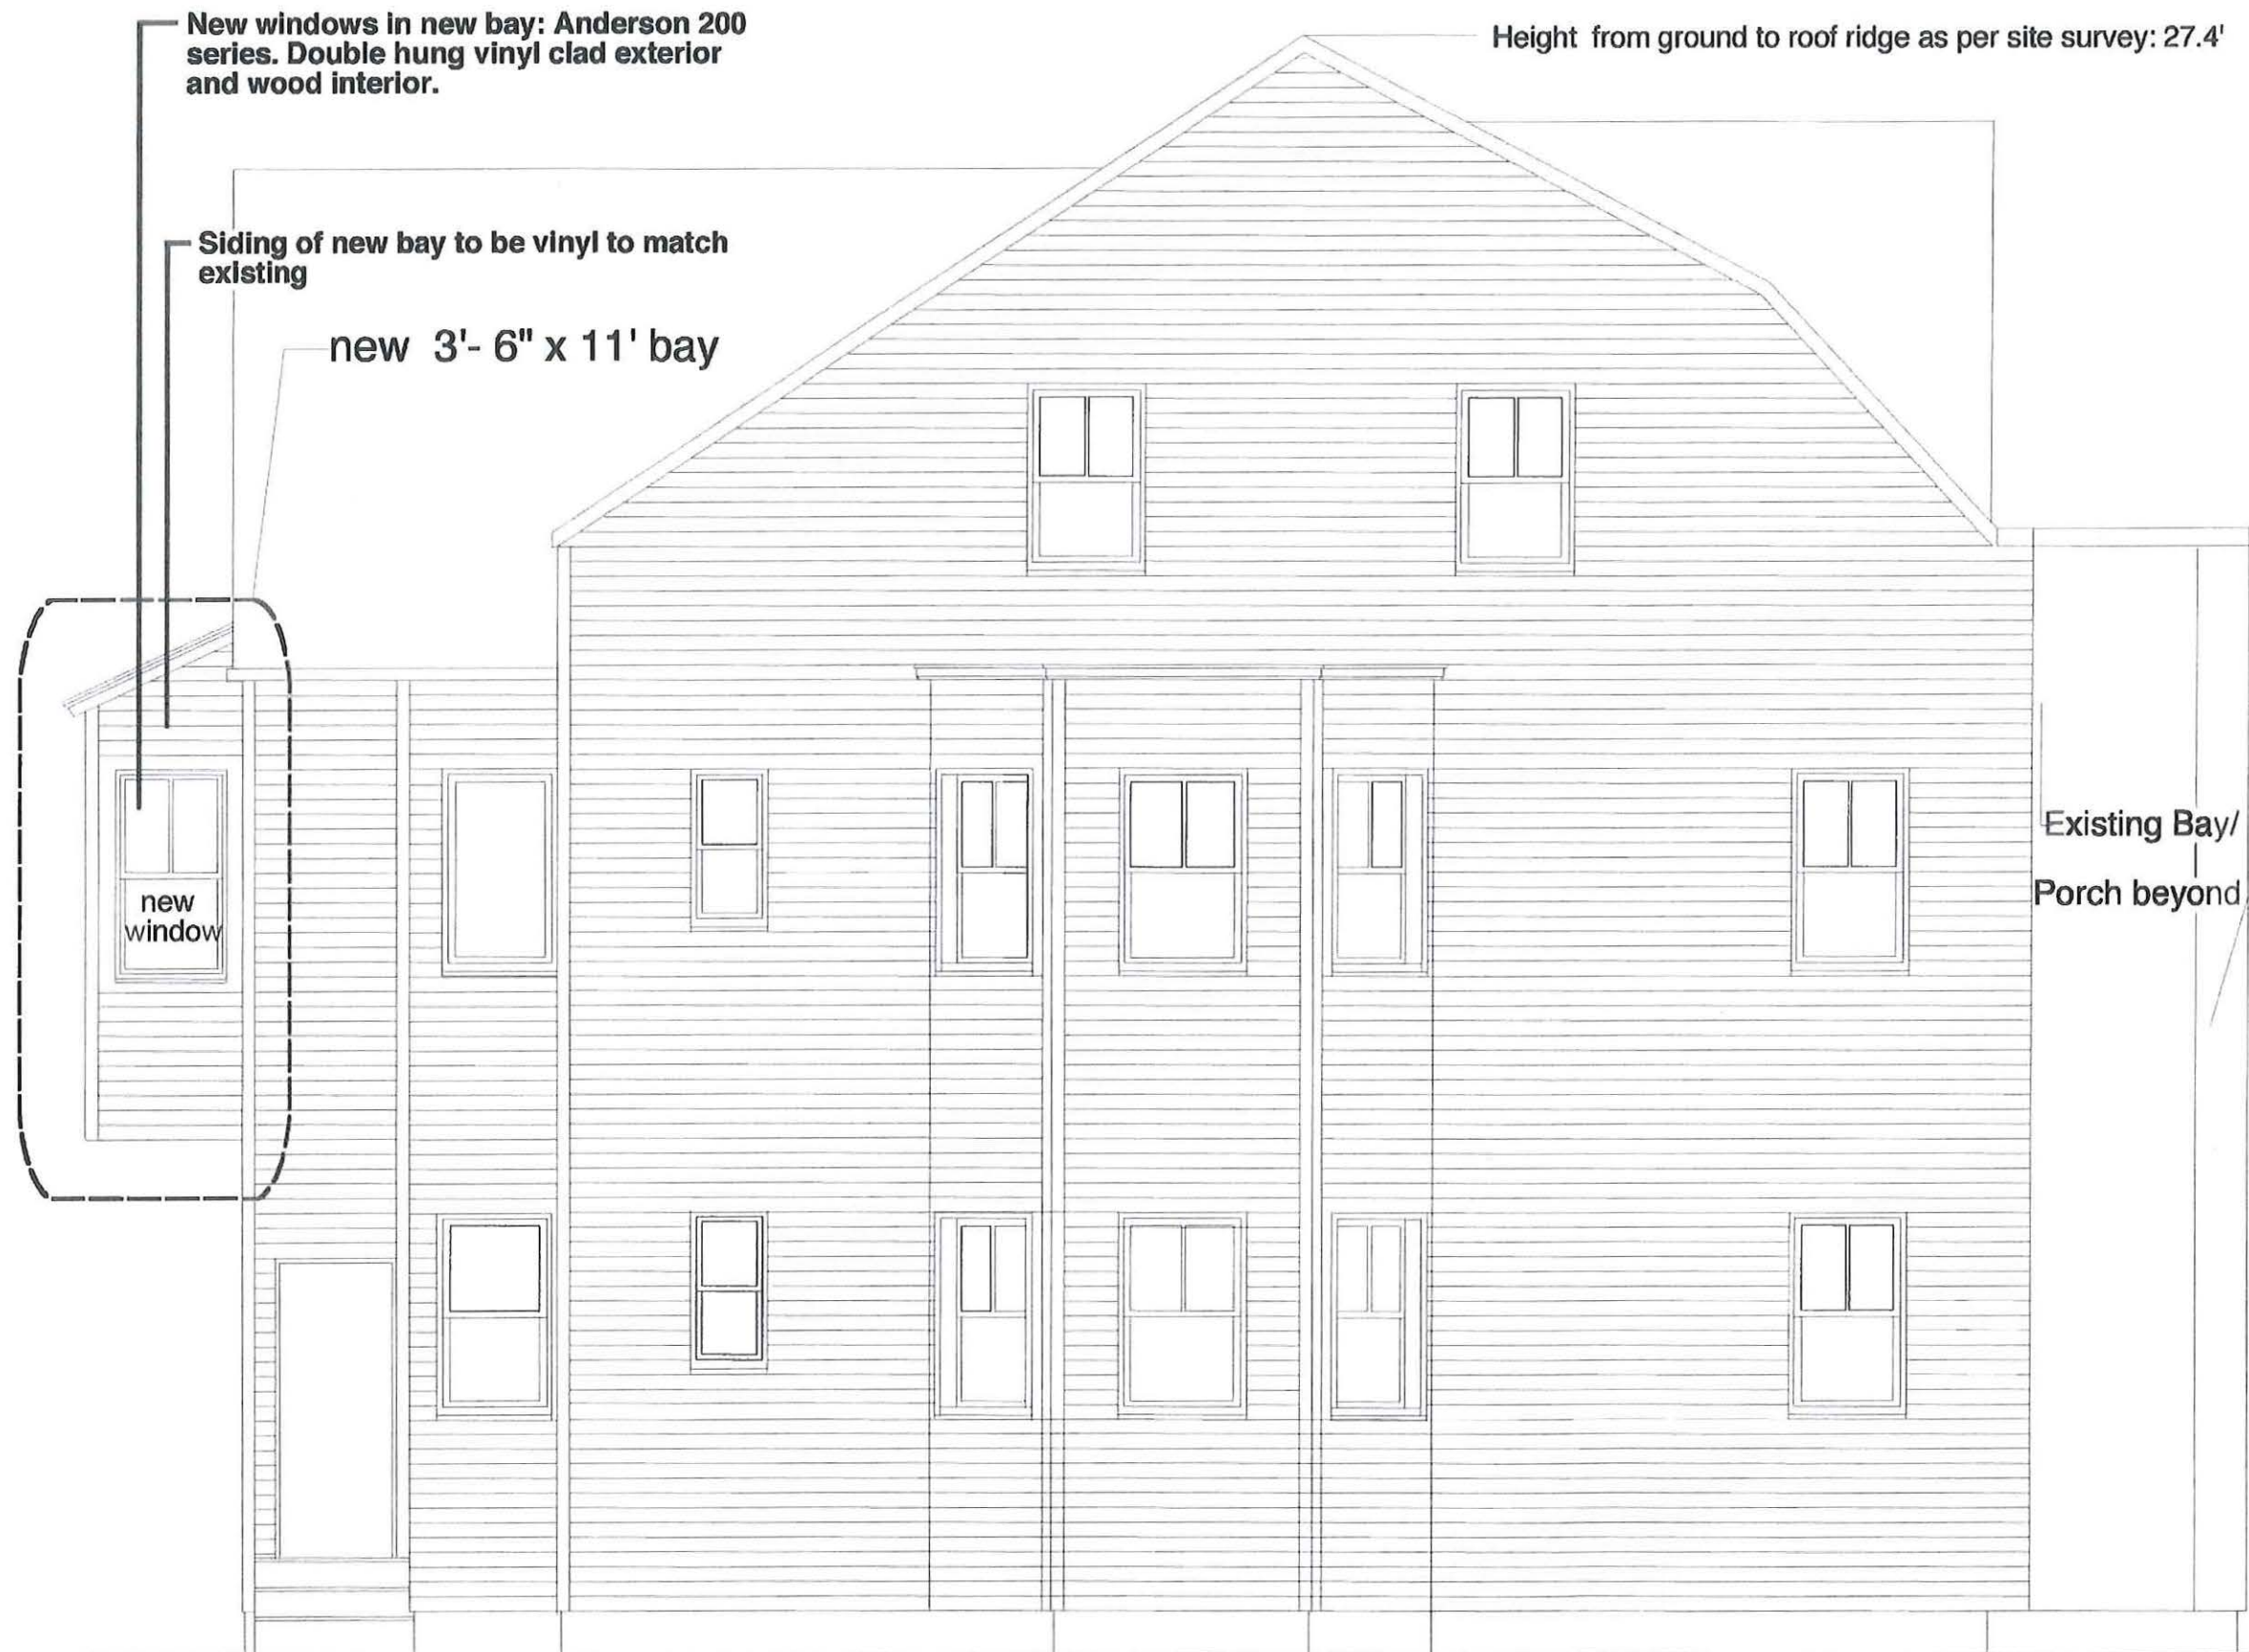 New windows in new bay: Anderson 200
series. Double hung vinyl clad exterior
and wood interior.
Height from ground to roof ridge as per site survey: 27.4'
Siding of new bay to be vinyl to match
existing
new 3'- 6" x 11' bay
new
window
Existing Bay/
Porch beyond